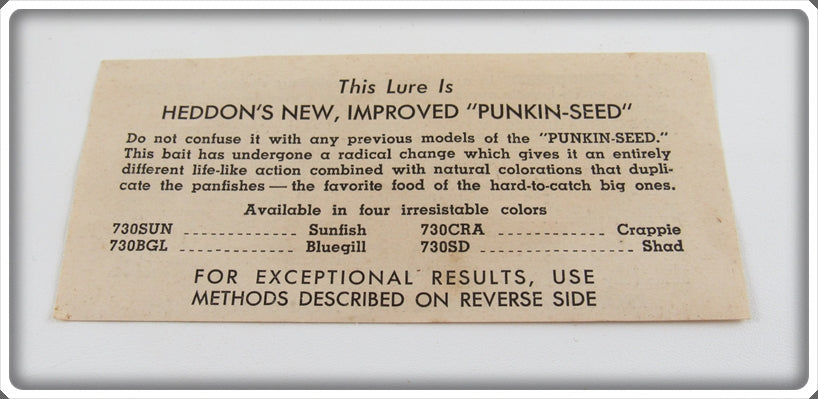 This Lure Is
HEDDON'S NEW, IMPROVED "PUNKIN-SEED"
Do not confuse it with any previous models of the "PUNKIN-SEED."
This bait has undergone a radical change which gives it an entirely
different life-like action combined with natural colorations that dupli-
cate the panfishes — the favorite food of the hard-to-catch big ones.
Available in four irresistable colors
730SUN ............... Sunfish 730CRA ............... Crappie
730BGL ............... Bluegill 730SD ............... Shad
FOR EXCEPTIONAL RESULTS, USE
METHODS DESCRIBED ON REVERSE SIDE